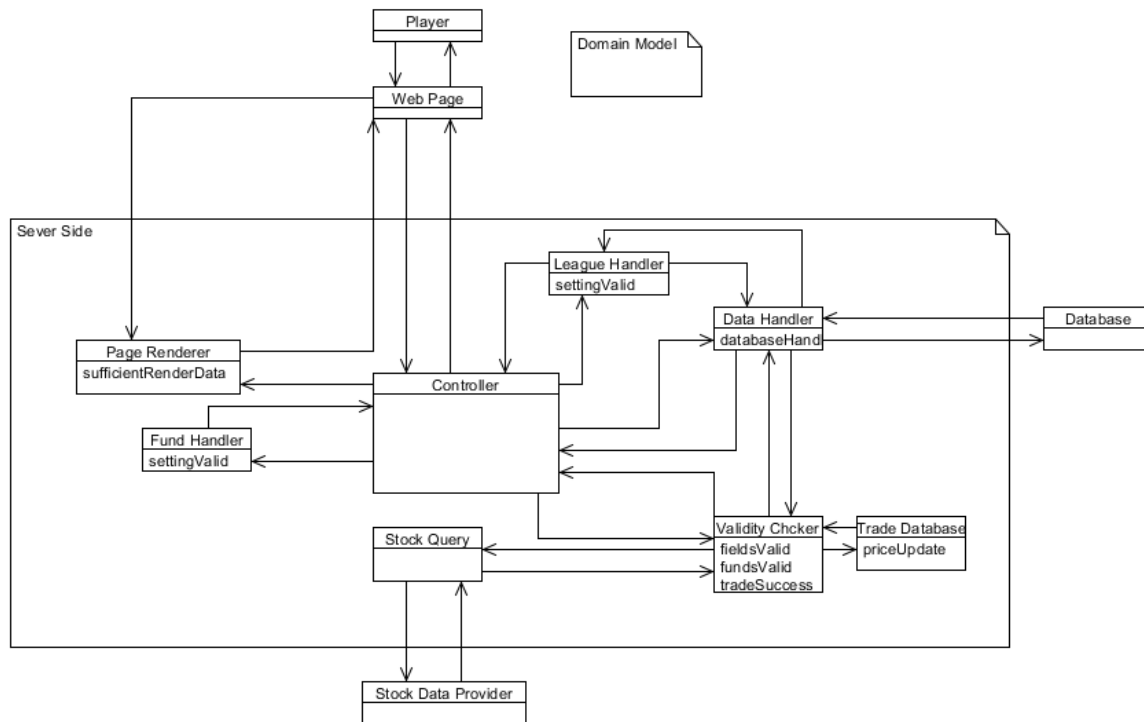 Player
Domain Model
Web Page
Sever Side
League Handler
settingValid
Data Handler
databaseHandl
Database
Page Renderer
sufficientRenderData
Controller
Fund Handler
settingValid
Validity Chcker
fieldsValid
fundsValid
tradeSuccess
Trade Database
priceUpdate
Stock Query
Stock Data Provider